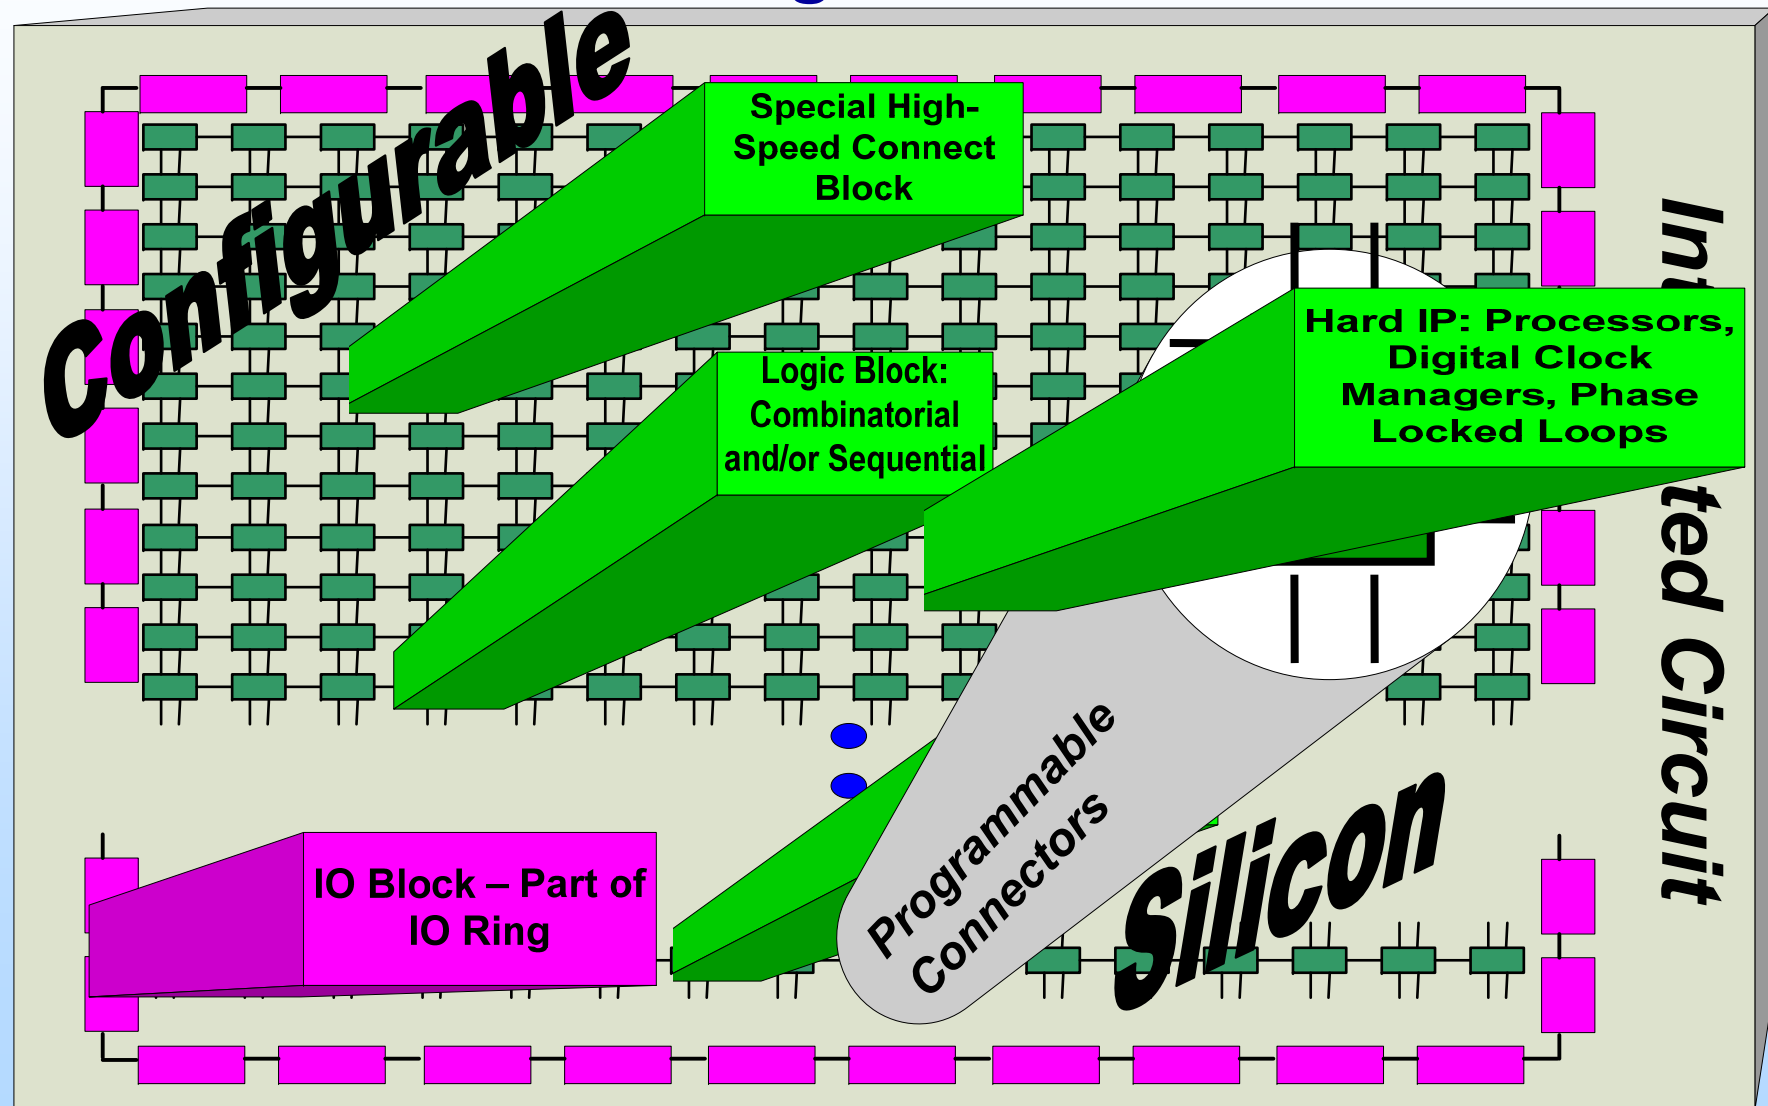 Configurable
Special High-
Speed Connect
Block
Hard IP: Processors,
Digital Clock
Managers, Phase
Locked Loops
Logic Block:
Combinatorial
and/or Sequential
Circuit
Programmable
Connectors
Silicon
IO Block – Part of
IO Ring